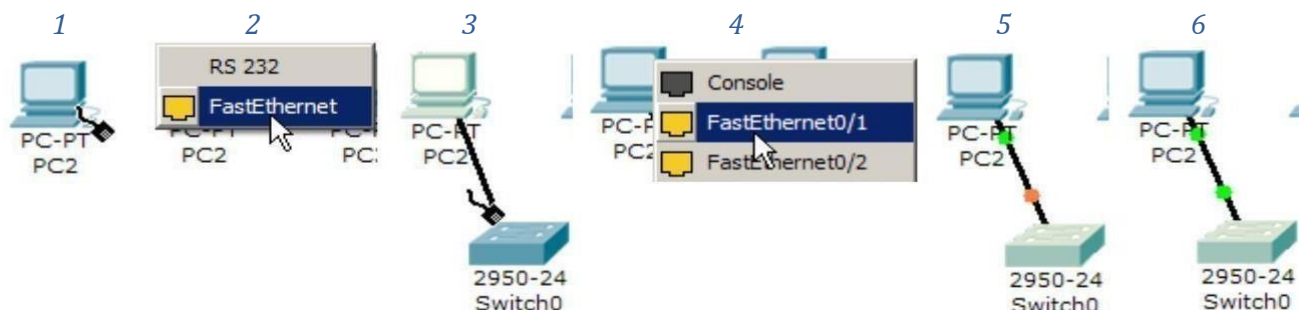 1 2 3 4 5 6
PC-PT
PC2
RS 232
FastEthernet
PC2
PC-PT
PC2
2950-24
Switch0
Console
FastEthernet0/1
FastEthernet0/2
PC-PT
PC2
2950-24
Switch0
PC-PT
PC2
2950-24
Switch0